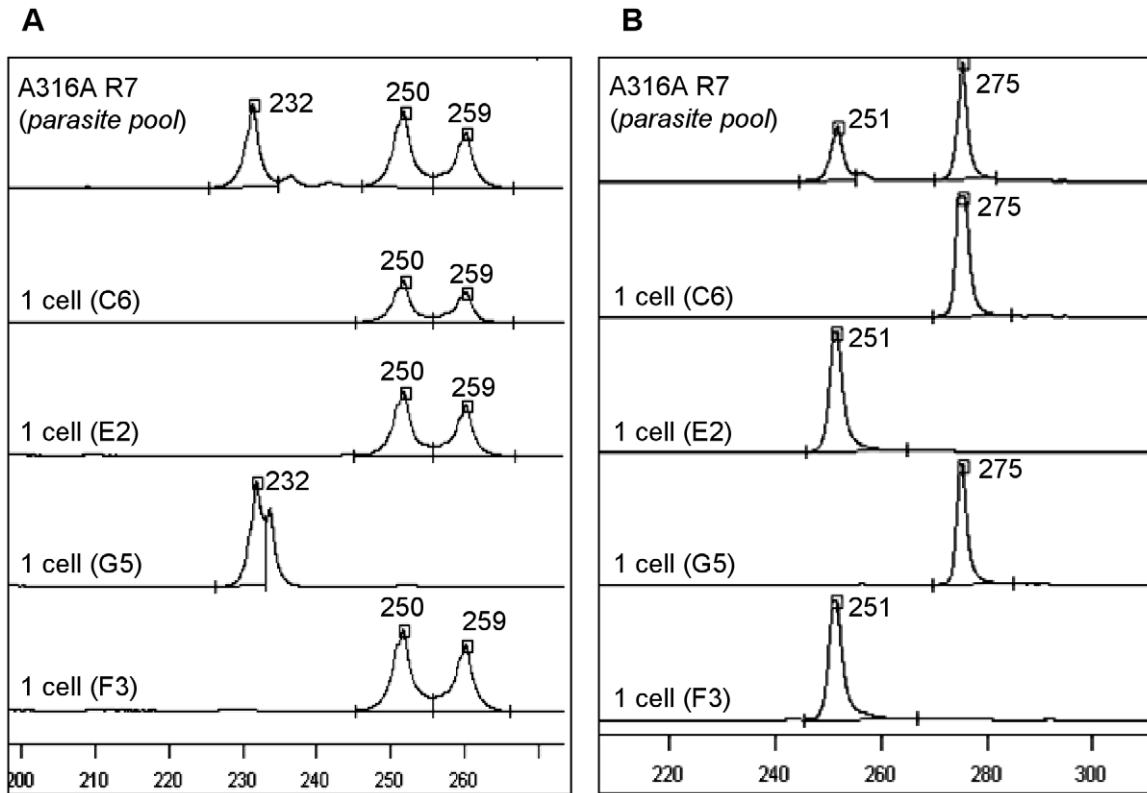 A
A316A R7
(parasite pool)
232
250
259
1 cell (C6)
250
259
1 cell (E2)
250
259
1 cell (G5)
232
1 cell (F3)
250
259
200 210 220 230 240 250 260
B
A316A R7
(parasite pool)
251
275
1 cell (C6)
275
1 cell (E2)
251
1 cell (G5)
275
1 cell (F3)
251
220 240 260 280 300